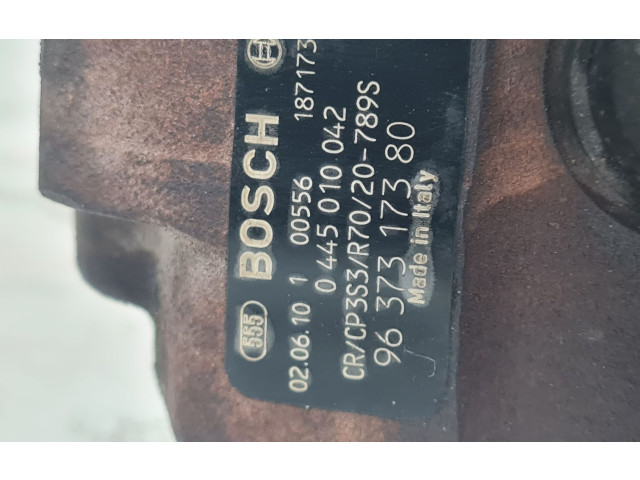 555 BOSCH
02.06.10 1 00556 187173
0 445 010 042
CR/CP3S3/R70/20-789S
96 373 173 80
Made in Italy